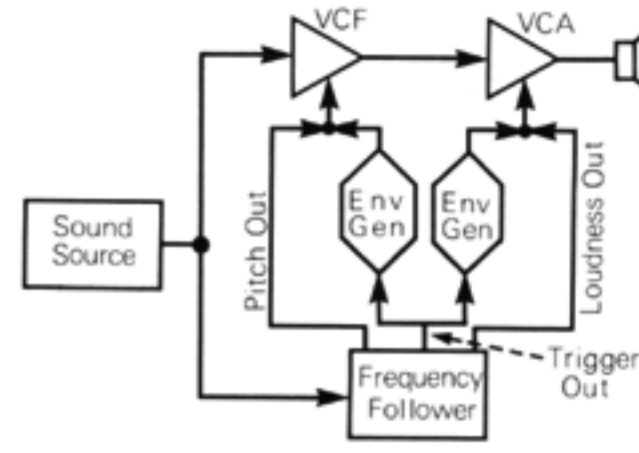 VCF
VCA
Sound
Source
Pitch Out
Env
Gen
Env
Gen
Loudness Out
Trigger
Out
Frequency
Follower